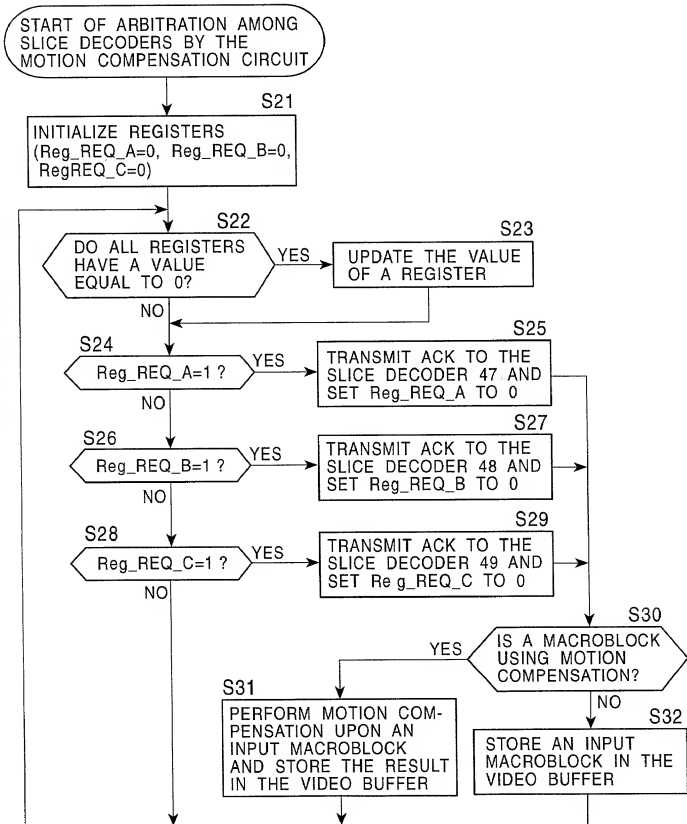 START OF ARBITRATION AMONG
SLICE DECODERS BY THE
MOTION COMPENSATION CIRCUIT
S21
INITIALIZE REGISTERS
(Reg_REQ_A=0, Reg_REQ_B=0,
RegREQ_C=0)
S22
DO ALL REGISTERS
HAVE A VALUE
EQUAL TO 0?
YES
S23
UPDATE THE VALUE
OF A REGISTER
NO
S24
Reg_REQ_A=1 ?
YES
S25
TRANSMIT ACK TO THE
SLICE DECODER 47 AND
SET Reg_REQ_A TO 0
NO
S26
Reg_REQ_B=1 ?
YES
S27
TRANSMIT ACK TO THE
SLICE DECODER 48 AND
SET Reg_REQ_B TO 0
NO
S28
Reg_REQ_C=1 ?
YES
S29
TRANSMIT ACK TO THE
SLICE DECODER 49 AND
SET Re g_REQ_C TO 0
NO
S30
IS A MACROBLOCK
USING MOTION
COMPENSATION?
YES
NO
S31
PERFORM MOTION COM-
PENSATION UPON AN
INPUT MACROBLOCK
AND STORE THE RESULT
IN THE VIDEO BUFFER
S32
STORE AN INPUT
MACROBLOCK IN THE
VIDEO BUFFER